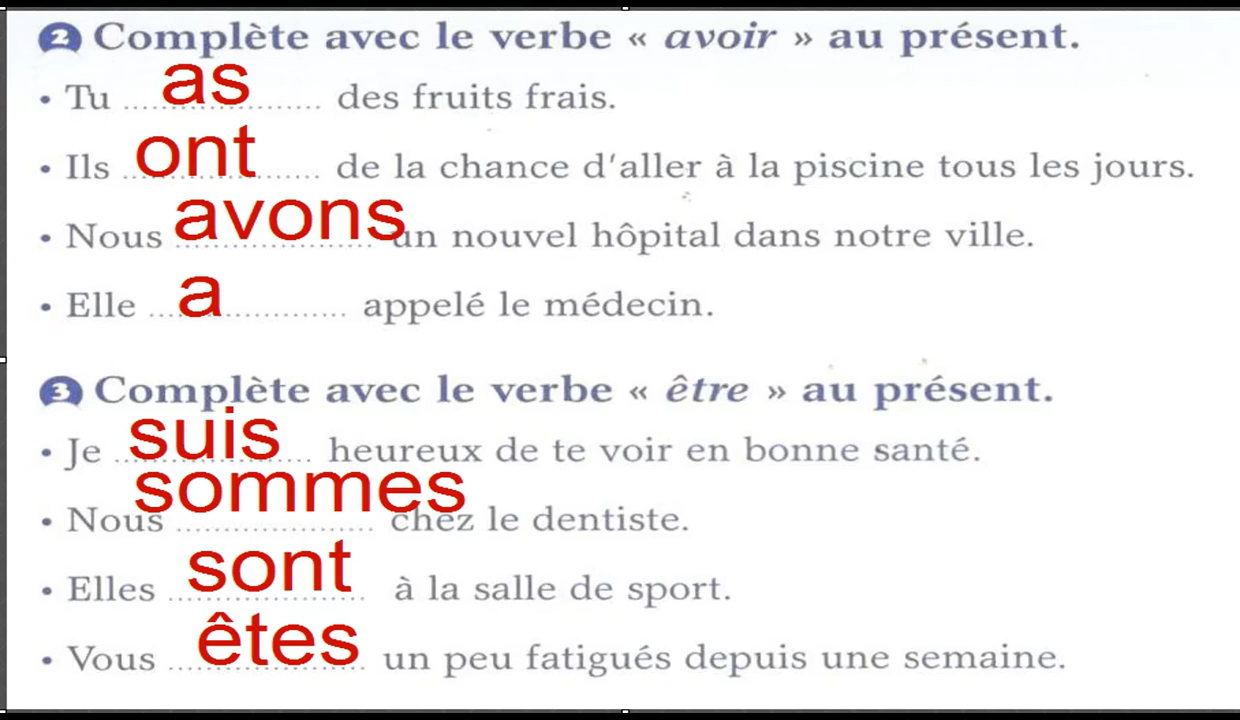 2 Complète avec le verbe « avoir » au présent.
• Tu as des fruits frais.
• Ils ont de la chance d'aller à la piscine tous les jours.
• Nous avons un nouvel hôpital dans notre ville.
• Elle a appelé le médecin.
3 Complète avec le verbe « être » au présent.
• Je suis heureux de te voir en bonne santé.
• Nous sommes chez le dentiste.
• Elles sont à la salle de sport.
• Vous êtes un peu fatigués depuis une semaine.